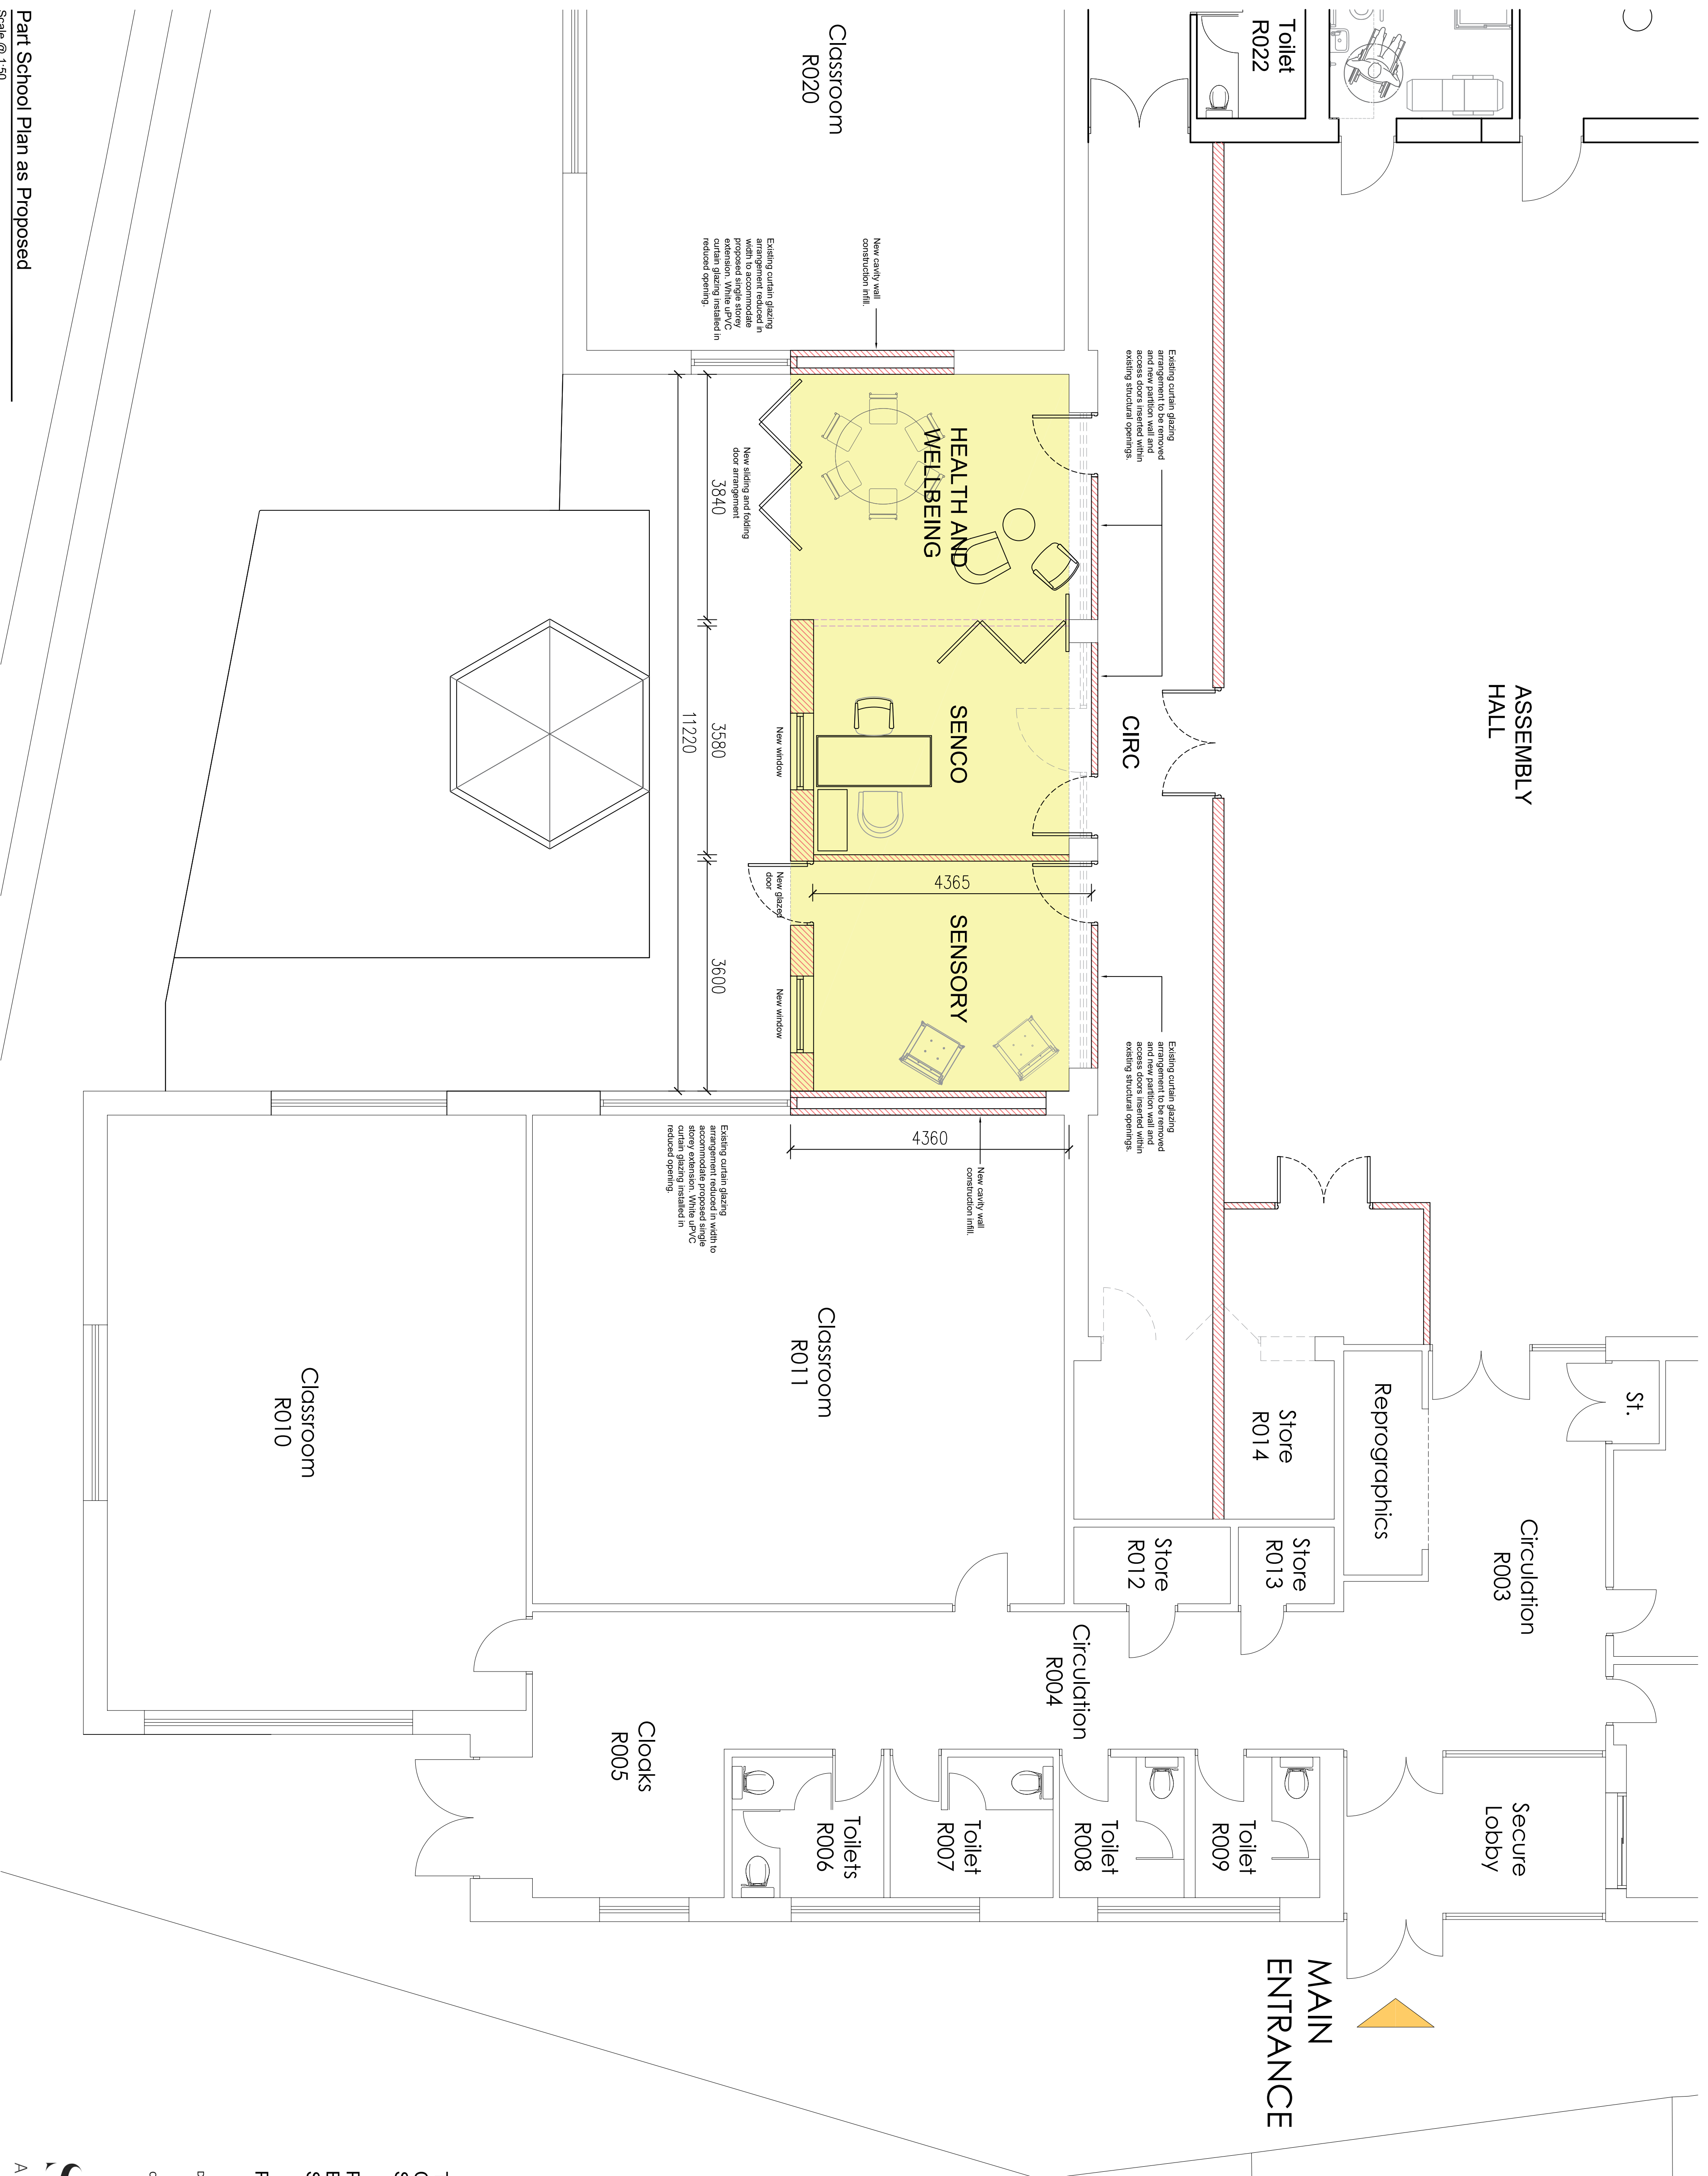 Toilet
R022
Classroom
R020
ASSEMBLY
HALL
Existing curtain glazing
arrangement to be removed
and new partition wall and
access doors inserted within
existing structural openings.
CIRC
Existing curtain glazing
arrangement to be removed
and new partition wall and
access doors inserted within
existing structural openings.
New cavity wall
construction infill.
Existing curtain glazing
arrangement reduced in
width to accommodate
proposed single storey
extension. White uPVC
curtain glazing installed in
reduced opening.
HEALTH AND
WELLBEING
SENCO
SENSORY
4365
New sliding and folding
door arrangement
New window
New glazed
door
New window
3840
3580
3600
11220
4360
New cavity wall
construction infill.
Existing curtain glazing
arrangement reduced in width to
accommodate proposed single
storey extension. White uPVC
curtain glazing installed in
reduced opening.
St.
Reprographics
Store
R014
Circulation
R003
Store
R013
Store
R012
Classroom
R011
Classroom
R010
Circulation
R004
Cloaks
R005
Secure
Lobby
Toilet
R009
Toilet
R008
Toilet
R007
Toilets
R006
MAIN
ENTRANCE
Part School Plan as Proposed
Scale @ 1:50